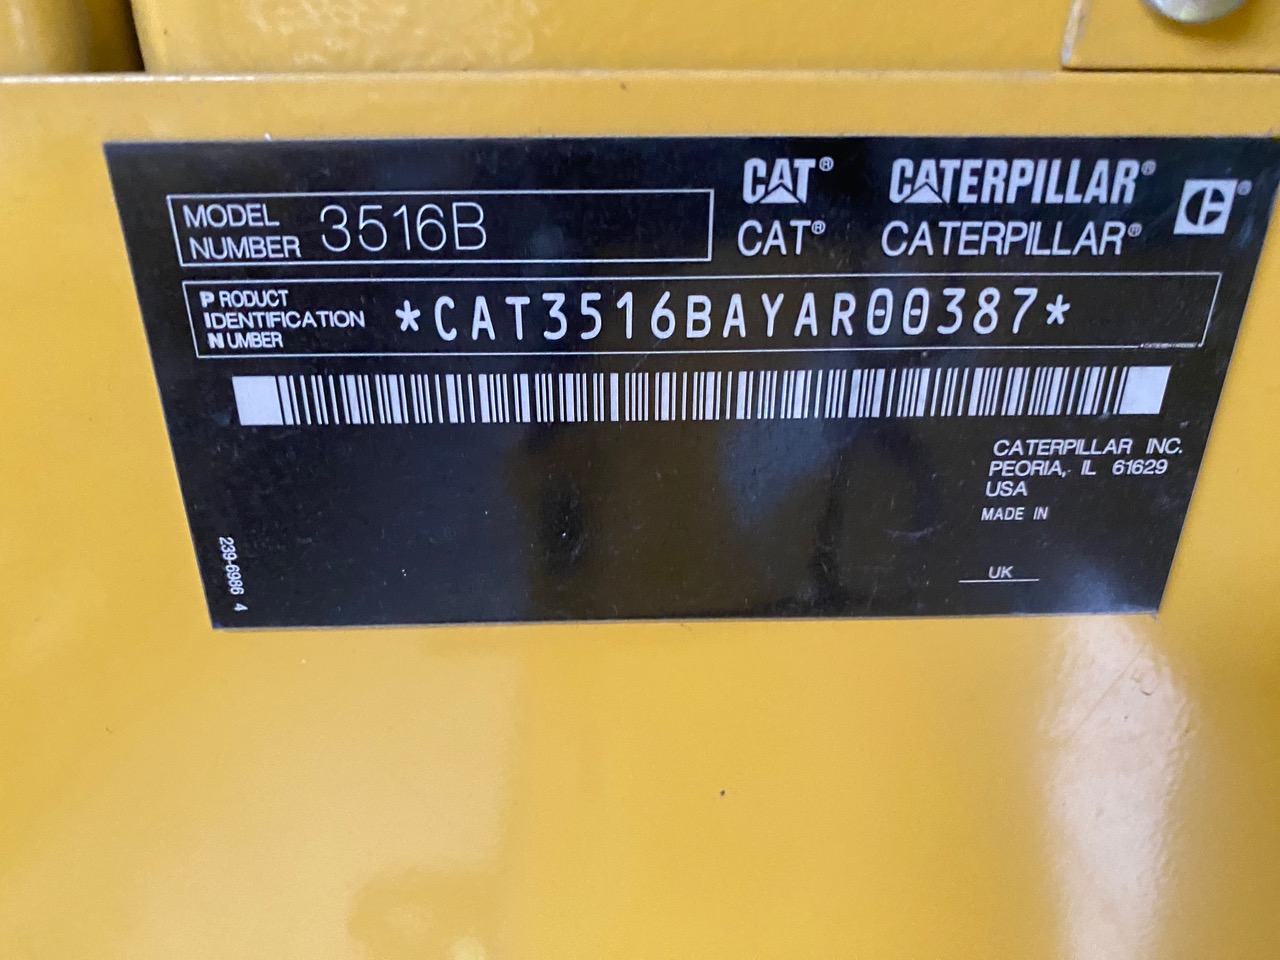 CAT® CATERPILLAR®
CAT® CATERPILLAR®
MODEL
NUMBER 3516B
PRODUCT
IDENTIFICATION
NUMBER
*CAT3516BAYAR00387*
CATERPILLAR INC.
PEORIA, IL 61629
USA
MADE IN
UK
239-6986 4